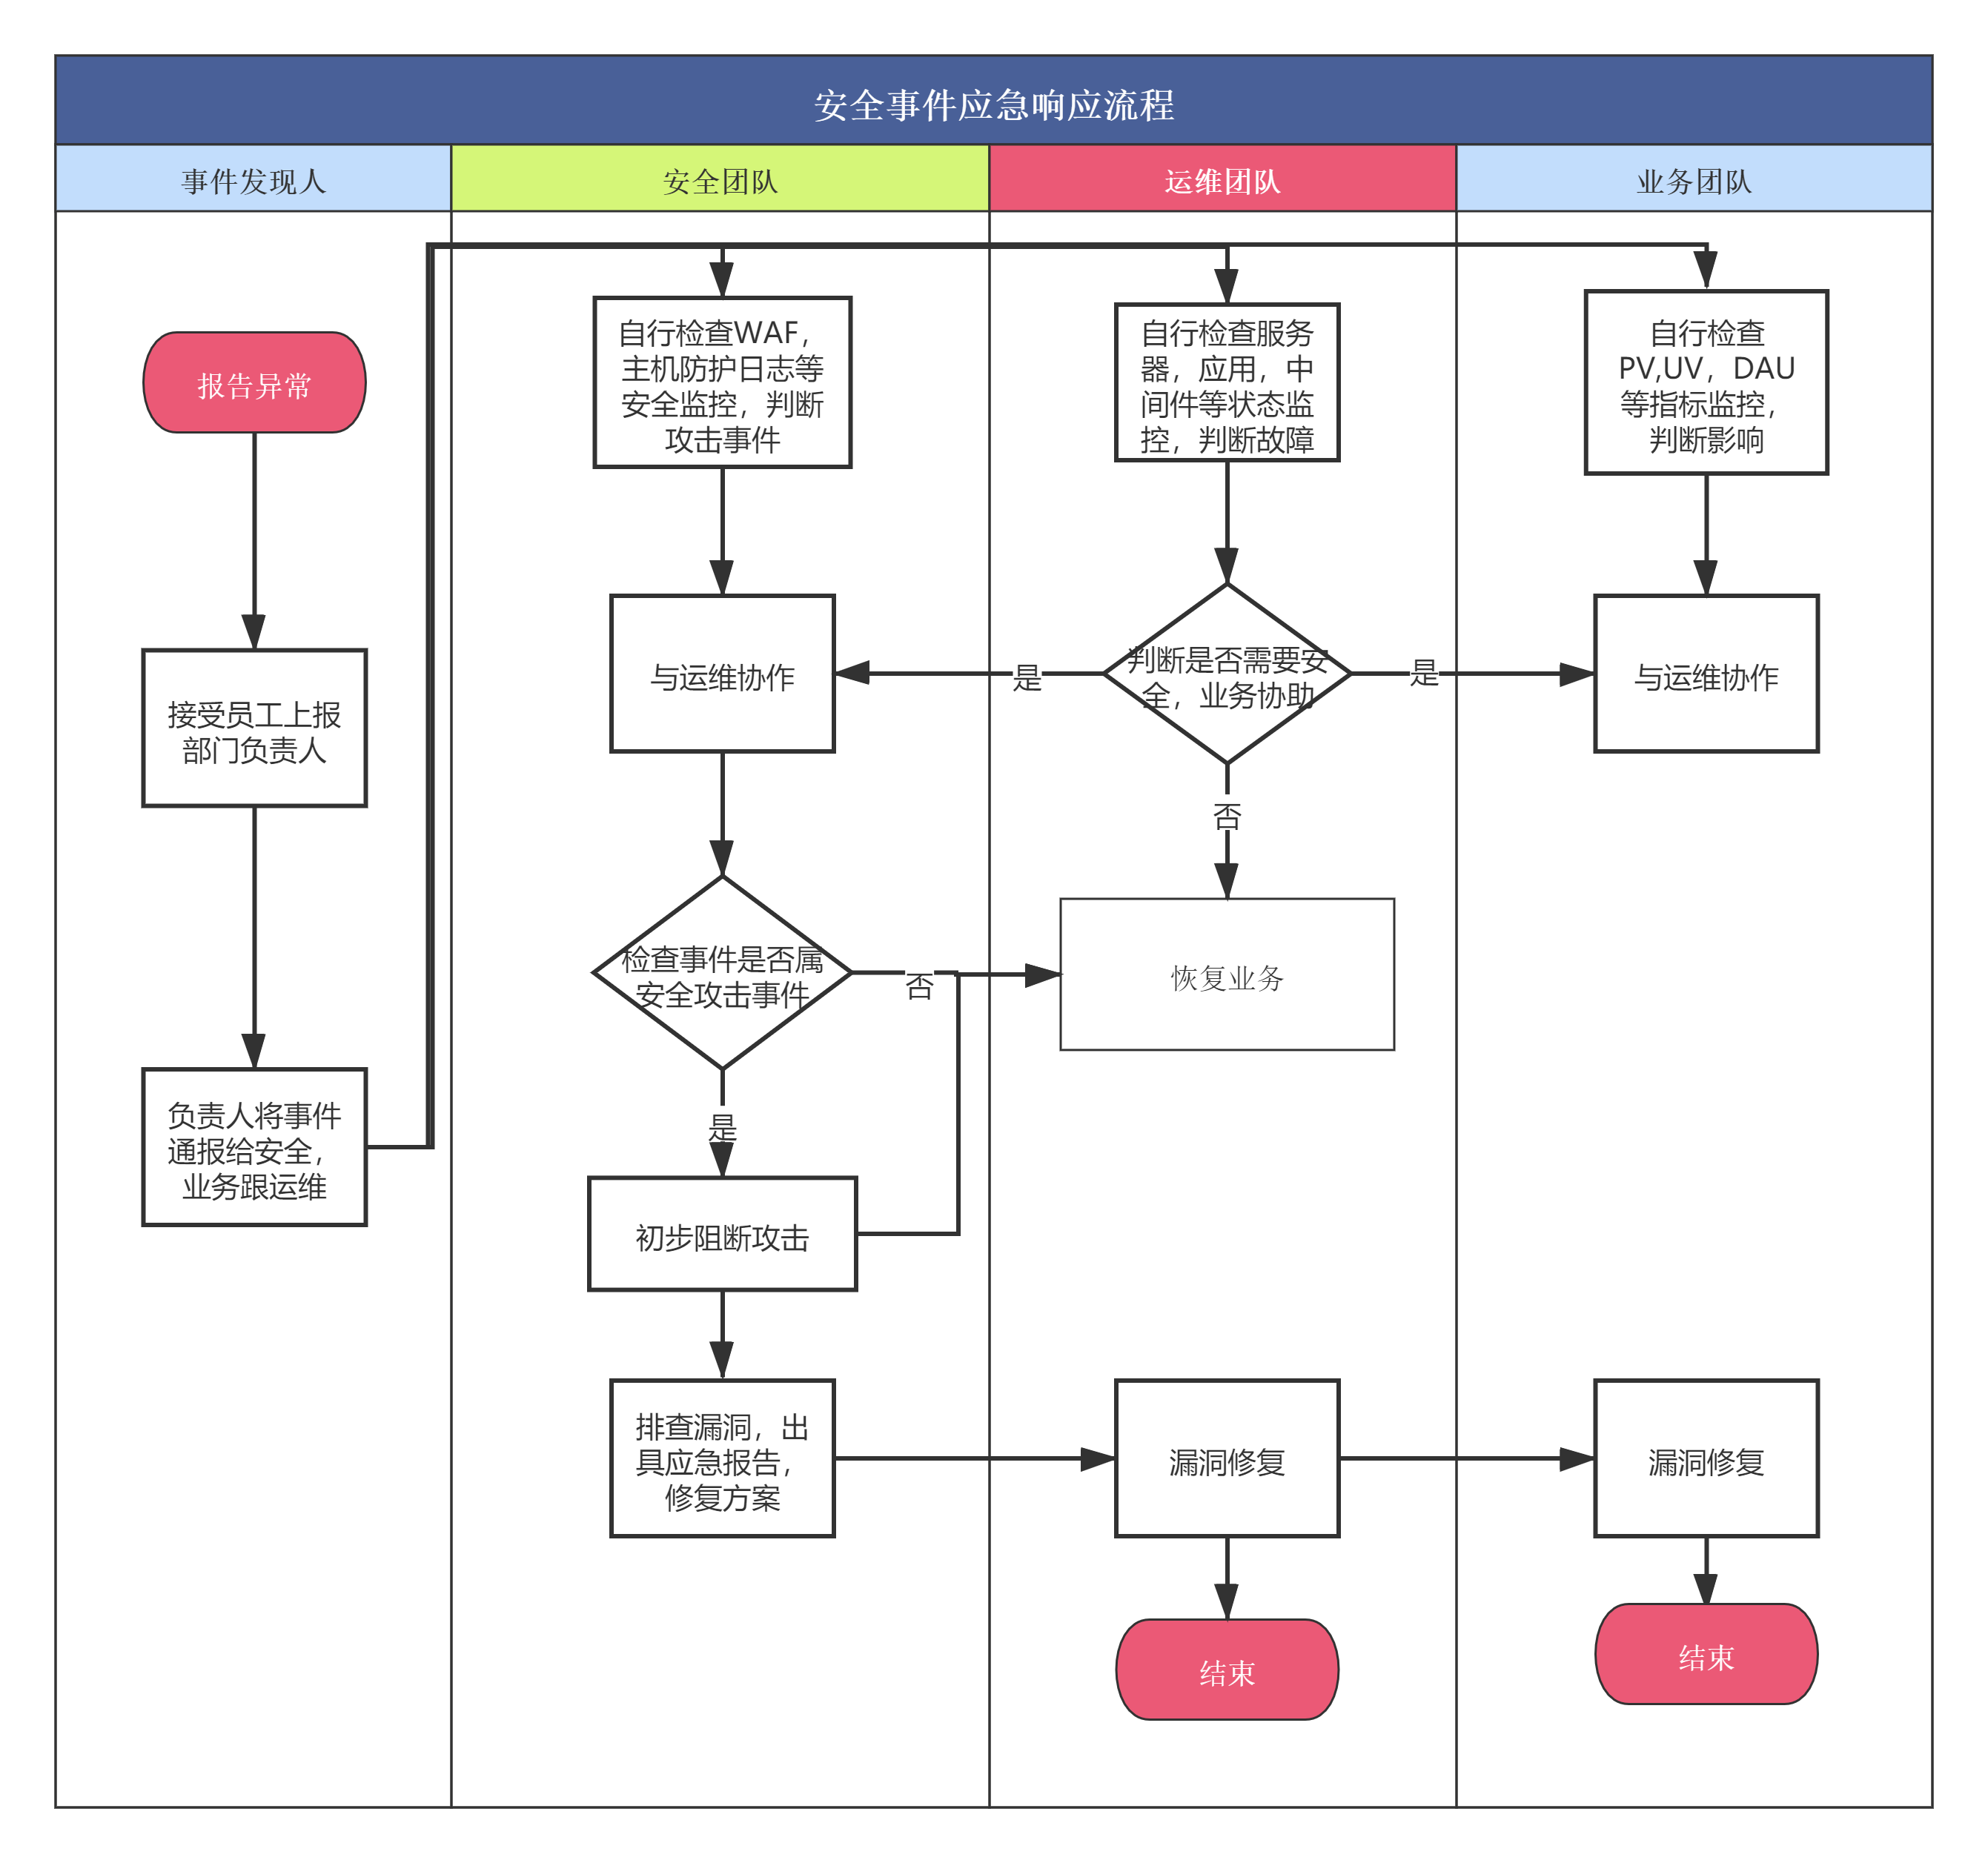 安全事件应急响应流程
事件发现人
安全团队
运维团队
业务团队
报告异常
接受员工上报
部门负责人
负责人将事件
通报给安全，
业务跟运维
自行检查WAF，
主机防护日志等
安全监控，判断
攻击事件
自行检查服务
器，应用，中
间件等状态监
控，判断故障
自行检查
PV,UV，DAU
等指标监控，
判断影响
与运维协作
是
判断是否需要安
全，业务协助
是
与运维协作
否
检查事件是否属
安全攻击事件
否
恢复业务
是
初步阻断攻击
排查漏洞，出
具应急报告，
修复方案
漏洞修复
漏洞修复
结束
结束